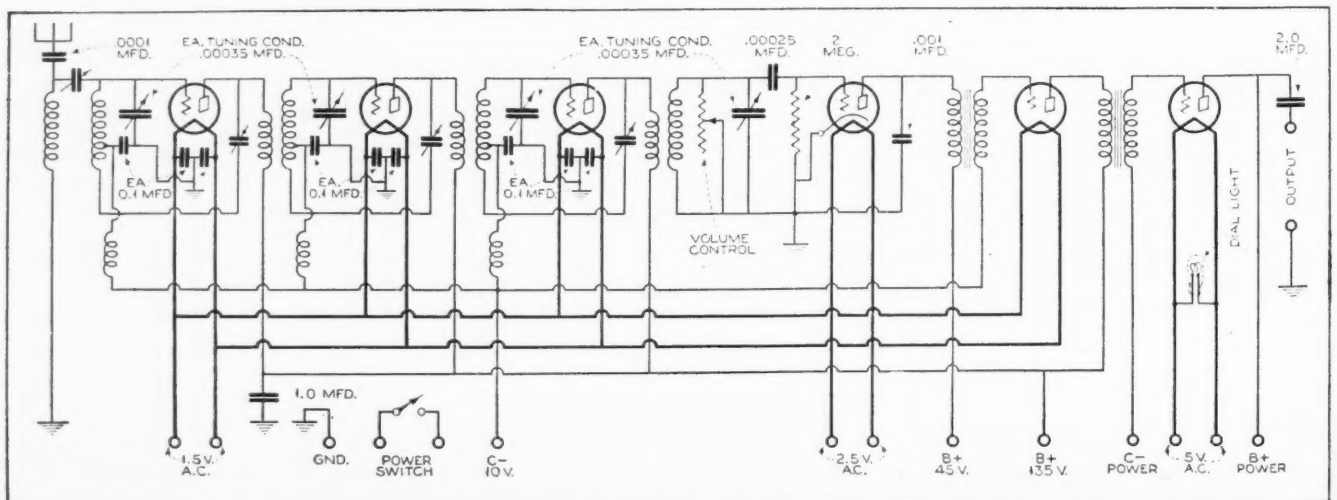 .0001
MFD.
EA. TUNING COND.
.00035 MFD.
EA. TUNING COND.
.00035 MFD.
.00025
MFD.
2
MEG.
.001
MFD.
2.0
MFD.
EA.
0.1 MFD.
EA.
0.1 MFD.
EA.
0.1 MFD.
VOLUME
CONTROL
DIAL LIGHT
OUTPUT
1.0 MFD.
1.5 V.
A.C.
GND.
POWER
SWITCH
C-
10 V.
2.5 V.
A.C.
B+
45 V.
B+
135 V.
C-
POWER
5 V.
A.C.
B+
POWER